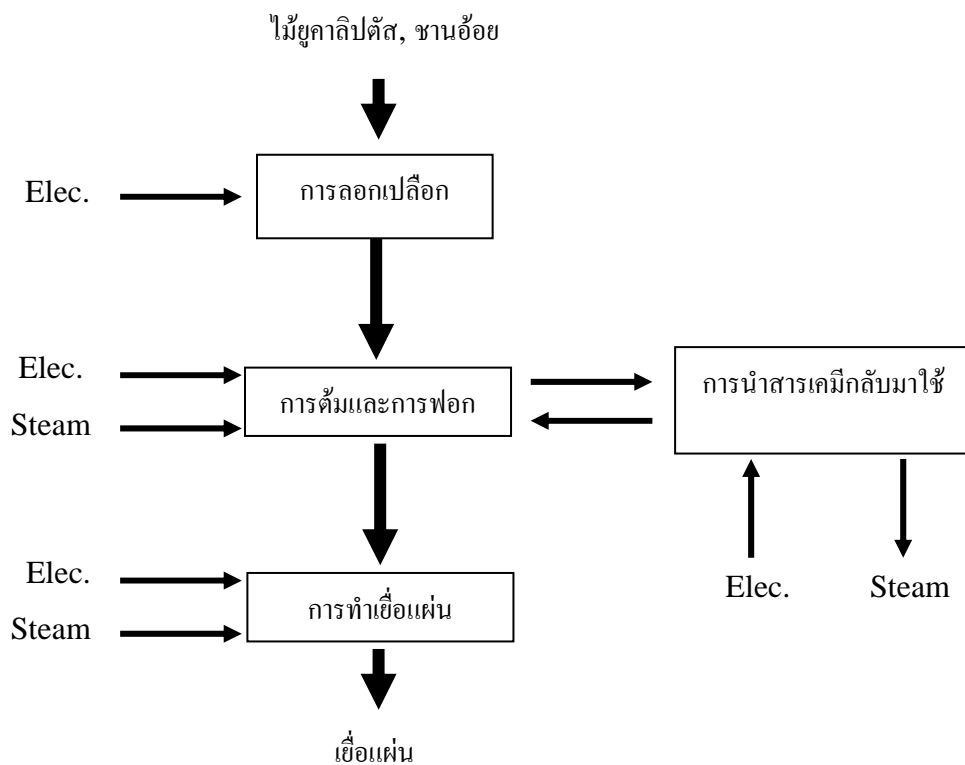 ไม้ยูคาลิปตัส, ชานอ้อย
Elec.
การลอกเปลือก
Elec.
Steam
การต้มและการฟอก
การนำสารเคมีกลับมาใช้
Elec.
Steam
การทำเยื่อแผ่น
Elec.
Steam
เยื่อแผ่น